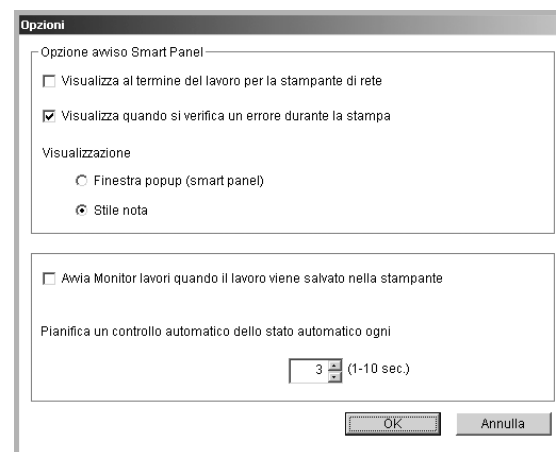 Opzioni
Opzione avviso Smart Panel
Visualizza al termine del lavoro per la stampante di rete
Visualizza quando si verifica un errore durante la stampa
Visualizzazione
Finestra popup (smart panel)
Stile nota
Avvia Monitor lavori quando il lavoro viene salvato nella stampante
Pianifica un controllo automatico dello stato automatico ogni
3 (1-10 sec.)
OK Annulla